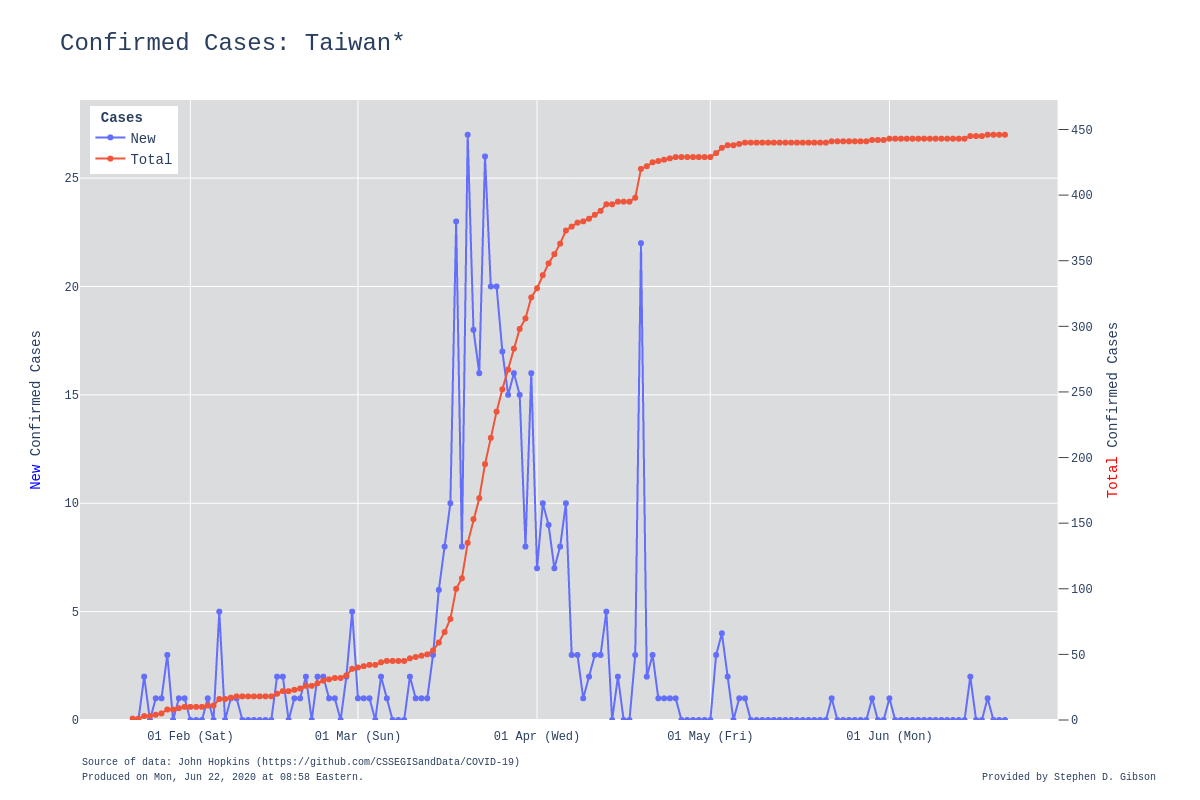 Confirmed Cases: Taiwan*
Cases
New
Total
25
20
15
10
5
0
450
400
350
300
250
200
150
100
50
0
New Confirmed Cases
Total Confirmed Cases
01 Feb (Sat)
01 Mar (Sun)
01 Apr (Wed)
01 May (Fri)
01 Jun (Mon)
Source of data: John Hopkins (https://github.com/CSSEGISandData/COVID-19)
Produced on Mon, Jun 22, 2020 at 08:58 Eastern.
Provided by Stephen D. Gibson